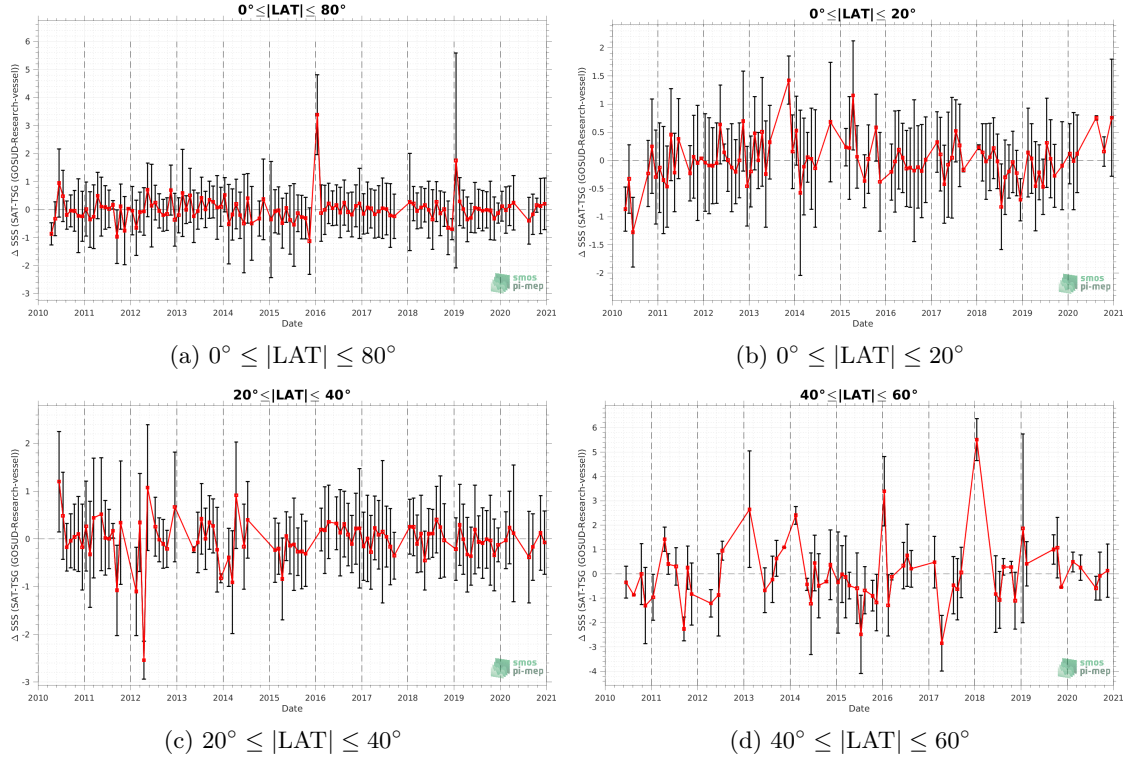 0°≤|LAT|≤ 80°
Δ SSS (SAT-TSG (GOSUD-Research-vessel))
6
5
4
3
2
1
0
-1
-2
-3
2010 2011 2012 2013 2014 2015 2016 2017 2018 2019 2020 2021
Date
smos
pi-mep
(a) 0° ≤ |LAT| ≤ 80°
0°≤|LAT|≤ 20°
Δ SSS (SAT-TSG (GOSUD-Research-vessel))
2
1.5
1
0.5
0
-0.5
-1
-1.5
-2
2010 2011 2012 2013 2014 2015 2016 2017 2018 2019 2020 2021
Date
smos
pi-mep
(b) 0° ≤ |LAT| ≤ 20°
20°≤|LAT|≤ 40°
Δ SSS (SAT-TSG (GOSUD-Research-vessel))
2
1
0
-1
-2
-3
2010 2011 2012 2013 2014 2015 2016 2017 2018 2019 2020 2021
Date
smos
pi-mep
(c) 20° ≤ |LAT| ≤ 40°
40°≤|LAT|≤ 60°
Δ SSS (SAT-TSG (GOSUD-Research-vessel))
6
5
4
3
2
1
0
-1
-2
-3
-4
2010 2011 2012 2013 2014 2015 2016 2017 2018 2019 2020 2021
Date
smos
pi-mep
(d) 40° ≤ |LAT| ≤ 60°